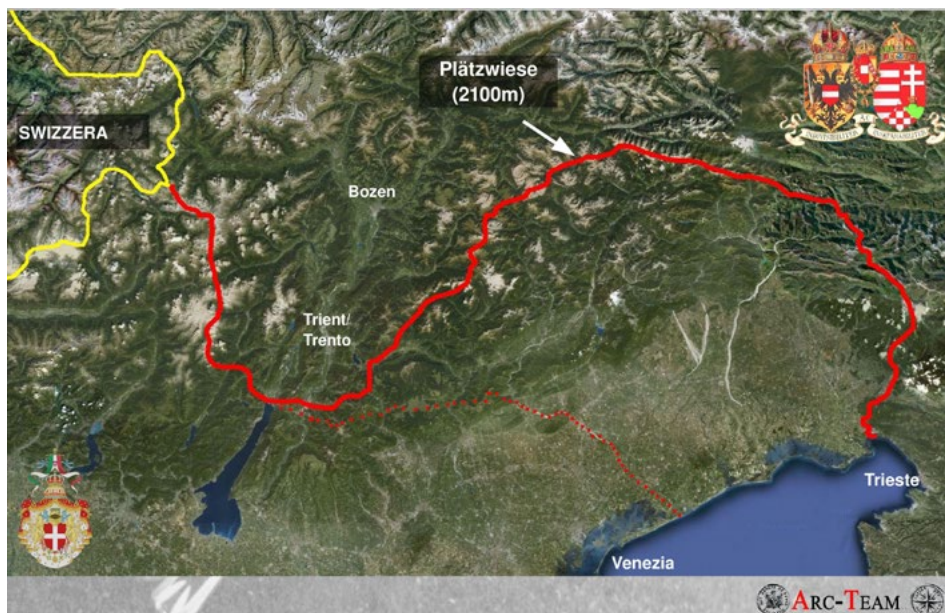 Plätzwiese
(2100m)
SWIZZERA
Bozen
Trient/
Trento
Trieste
Venezia
ARC-TEAM